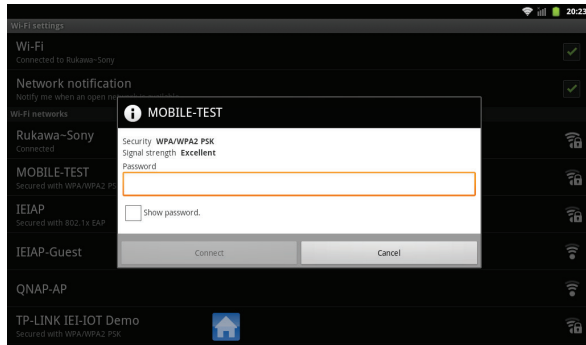 20:23
Wi-Fi settings
Wi-Fi
Connected to Rukawa~Sony
Network notification
Notify me when an open network is available
Wi-Fi networks
Rukawa~Sony
Connected
MOBILE-TEST
Secured with WPA/WPA2 PS
IEIAP
Secured with 802.1x EAP
IEIAP-Guest
QNAP-AP
TP-LINK IEI-IOT Demo
Secured with WPA/WPA2 PSK
MOBILE-TEST
Security WPA/WPA2 PSK
Signal strength Excellent
Password
Show password.
Connect Cancel